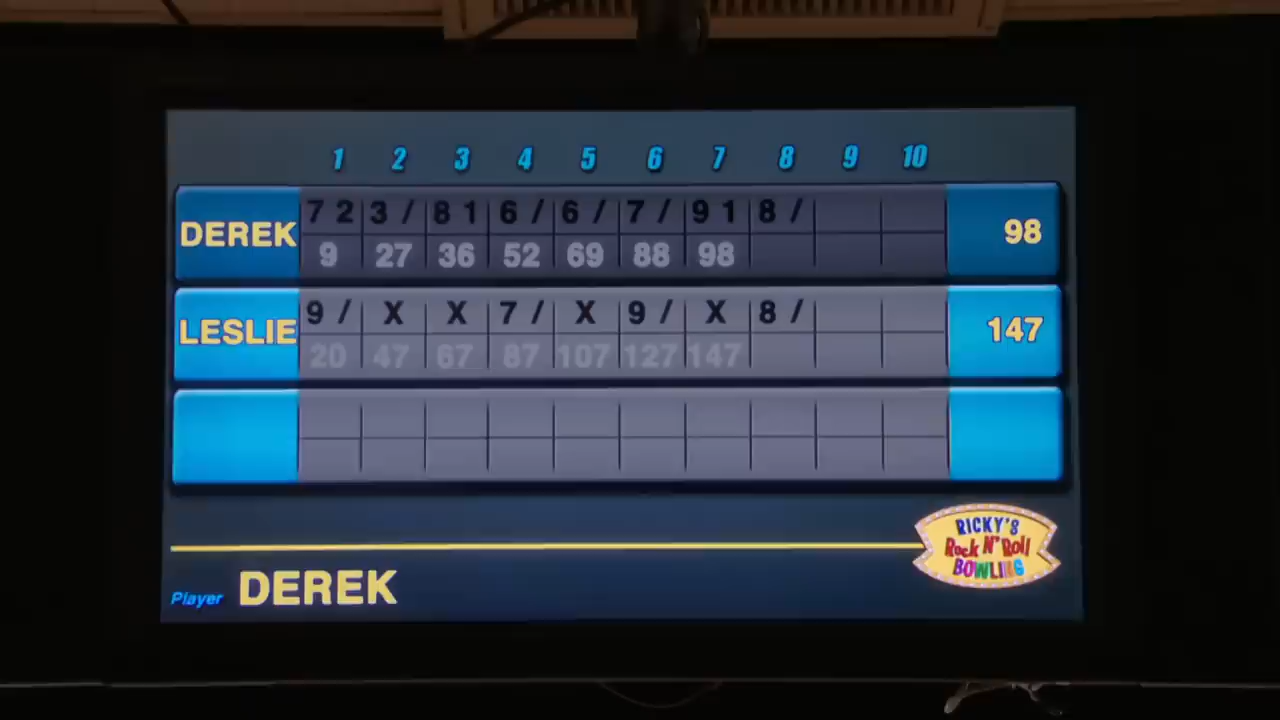 1 2 3 4 5 6 7 8 9 10
DEREK 7 2 3 / 8 1 6 / 6 / 7 / 9 1 8 / 98
9 27 36 52 69 88 98
LESLIE 9 / X X 7 / X 9 / X 8 / 147
20 47 67 87 107 127 147
RICKY'S
Rock N' Roll
BOWLING
Player DEREK